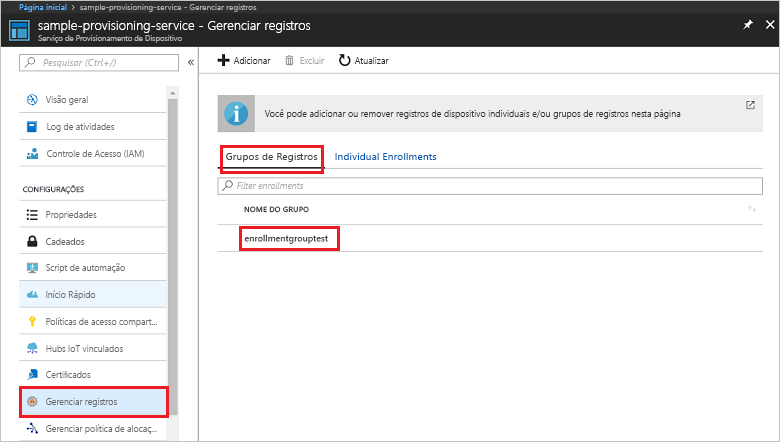 Página inicial > sample-provisioning-service - Gerenciar registros
sample-provisioning-service - Gerenciar registros
Serviço de Provisionamento de Dispositivo
Pesquisar (Ctrl+/)
Visão geral
Log de atividades
Controle de Acesso (IAM)
CONFIGURAÇÕES
Propriedades
Cadeados
Script de automação
Início Rápido
Políticas de acesso compart...
Hubs IoT vinculados
Certificados
Gerenciar registros
Gerenciar política de alocaç...
Adicionar Excluir Atualizar
Você pode adicionar ou remover registros de dispositivo individuais e/ou grupos de registros nesta página
Grupos de Registros Individual Enrollments
Filter enrollments
NOME DO GRUPO
enrollmentgrouptest